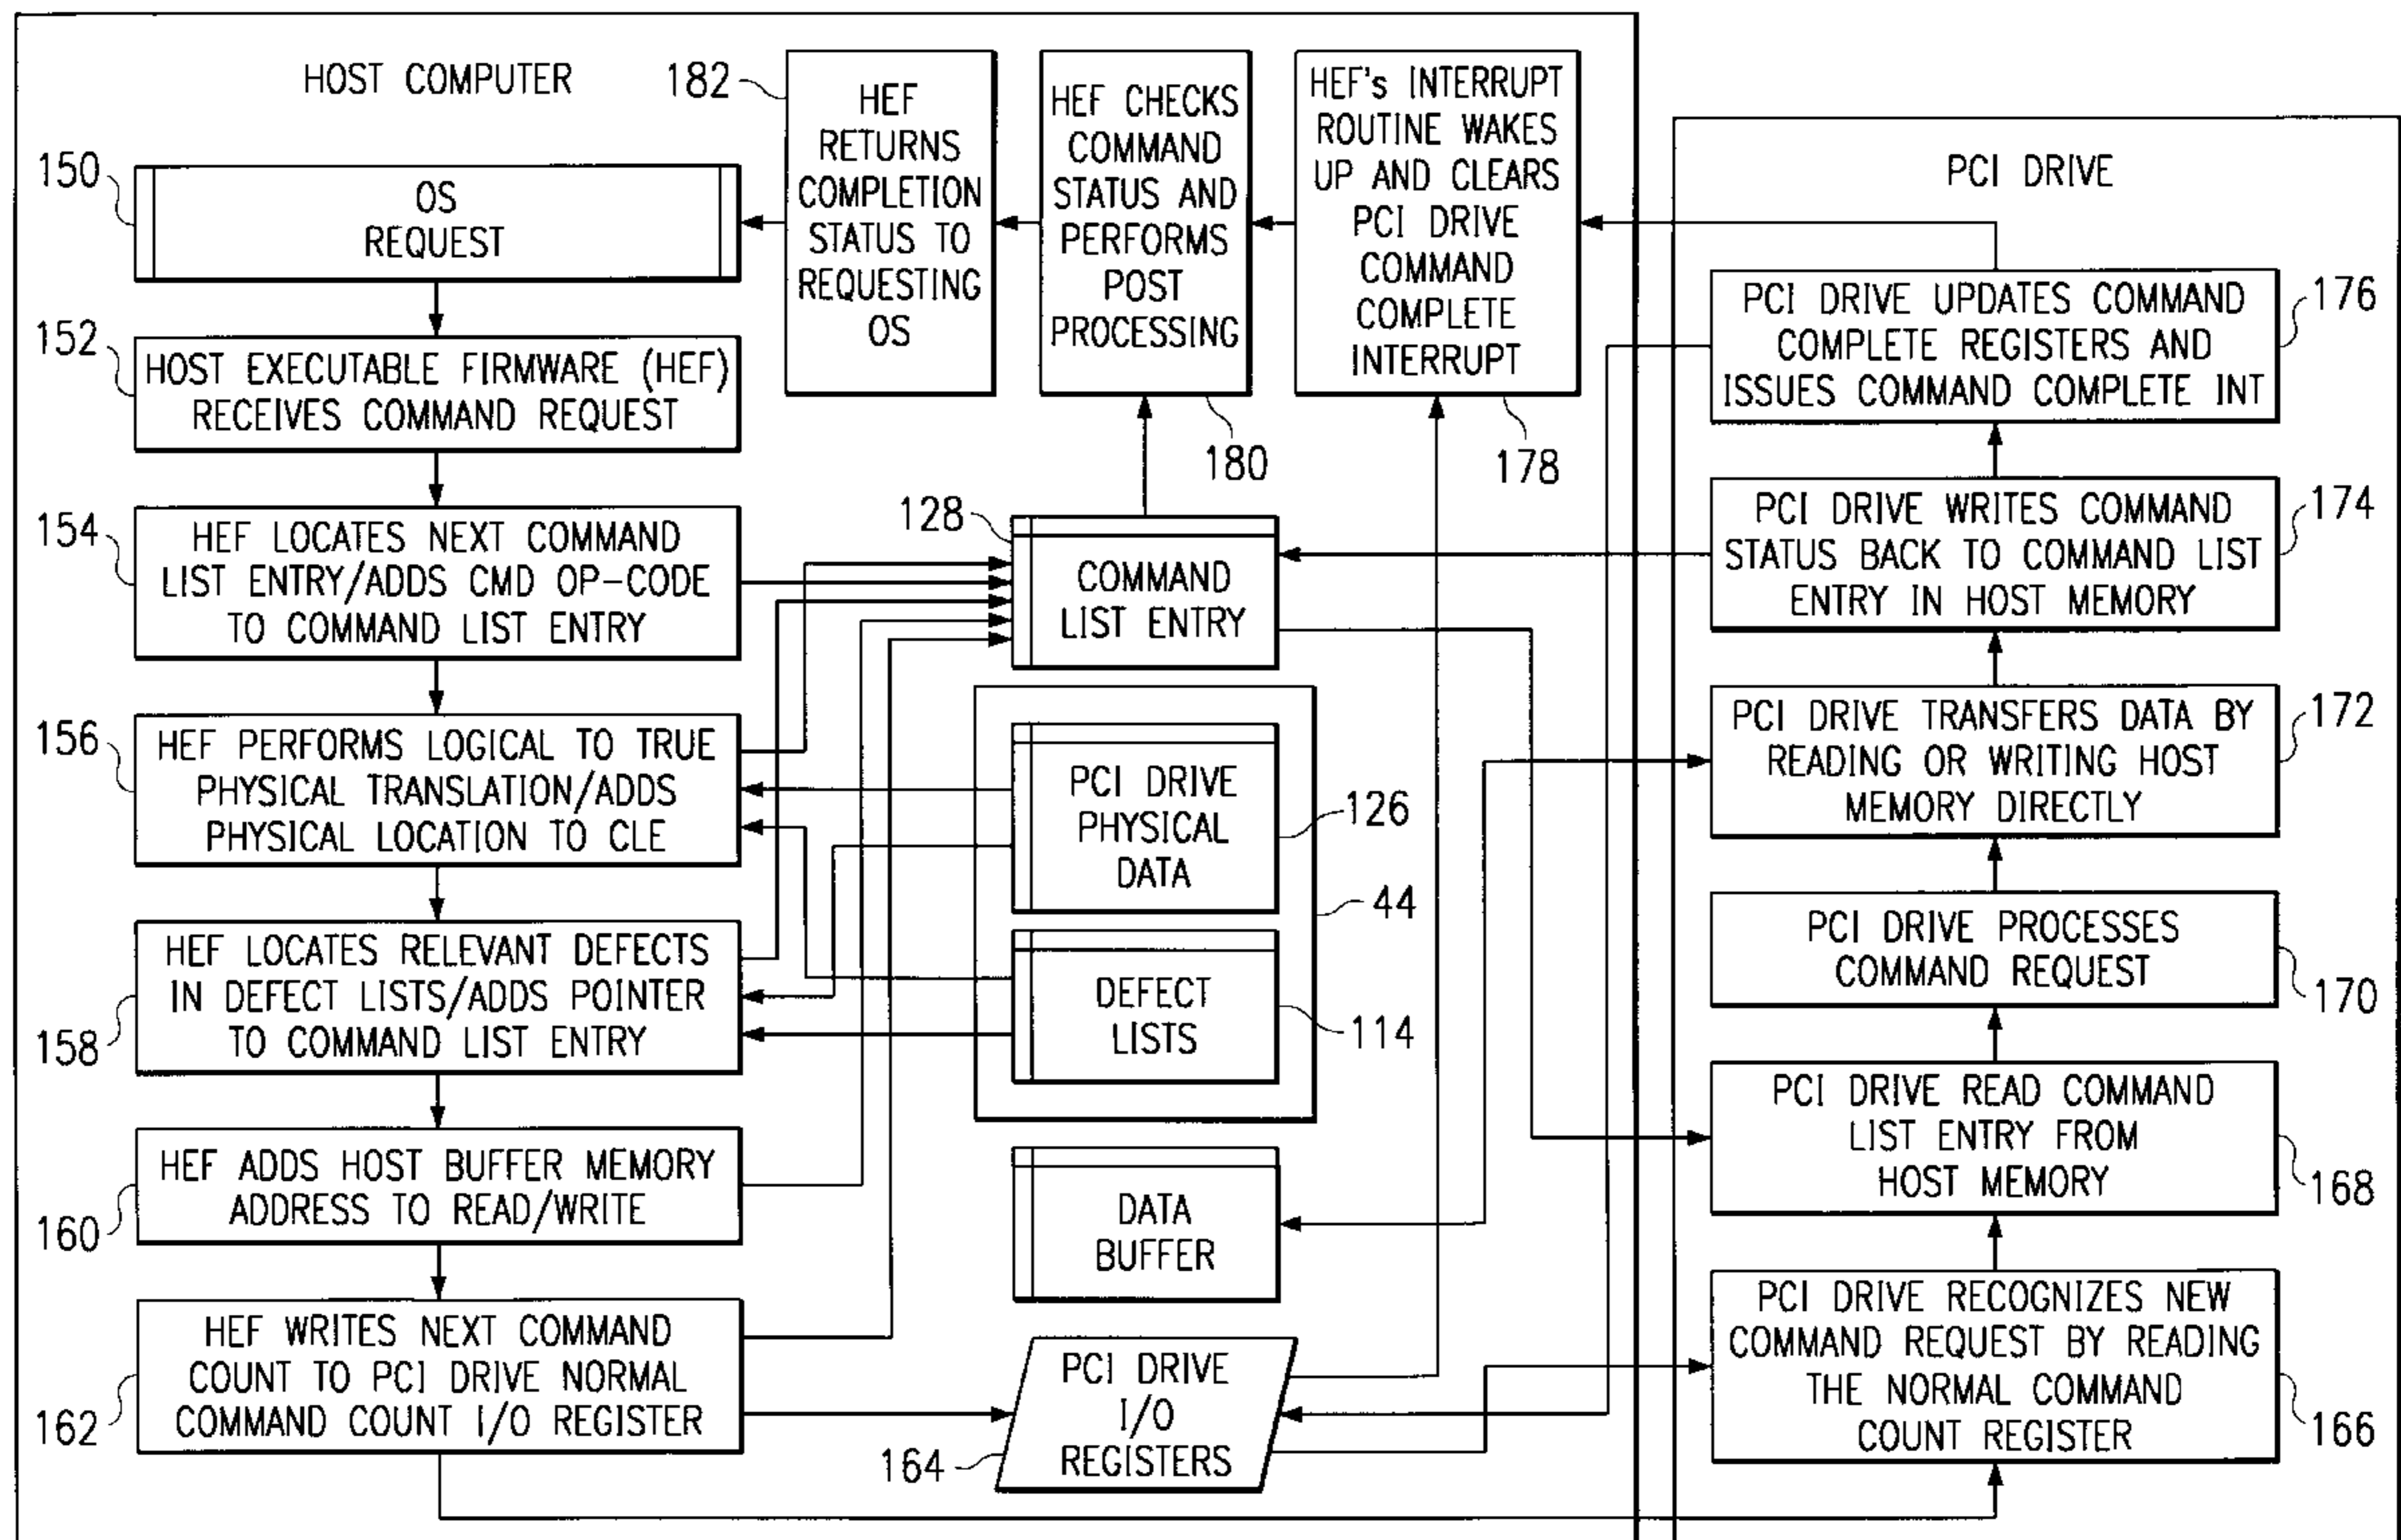 HOST COMPUTER
150
OS
REQUEST
152
HOST EXECUTABLE FIRMWARE (HEF)
RECEIVES COMMAND REQUEST
154
HEF LOCATES NEXT COMMAND
LIST ENTRY/ADDS CMD OP-CODE
TO COMMAND LIST ENTRY
156
HEF PERFORMS LOGICAL TO TRUE
PHYSICAL TRANSLATION/ADDS
PHYSICAL LOCATION TO CLE
158
HEF LOCATES RELEVANT DEFECTS
IN DEFECT LISTS/ADDS POINTER
TO COMMAND LIST ENTRY
160
HEF ADDS HOST BUFFER MEMORY
ADDRESS TO READ/WRITE
162
HEF WRITES NEXT COMMAND
COUNT TO PCI DRIVE NORMAL
COMMAND COUNT I/O REGISTER
182
HEF
RETURNS
COMPLETION
STATUS TO
REQUESTING
OS
HEF CHECKS
COMMAND
STATUS AND
PERFORMS
POST
PROCESSING
180
HEF's INTERRUPT
ROUTINE WAKES
UP AND CLEARS
PCI DRIVE
COMMAND
COMPLETE
INTERRUPT
178
128
COMMAND
LIST ENTRY
PCI DRIVE
PHYSICAL
DATA
126
44
DEFECT
LISTS
114
DATA
BUFFER
PCI DRIVE
I/O
REGISTERS
164
PCI DRIVE
PCI DRIVE UPDATES COMMAND
COMPLETE REGISTERS AND
ISSUES COMMAND COMPLETE INT
176
PCI DRIVE WRITES COMMAND
STATUS BACK TO COMMAND LIST
ENTRY IN HOST MEMORY
174
PCI DRIVE TRANSFERS DATA BY
READING OR WRITING HOST
MEMORY DIRECTLY
172
PCI DRIVE PROCESSES
COMMAND REQUEST
170
PCI DRIVE READ COMMAND
LIST ENTRY FROM
HOST MEMORY
168
PCI DRIVE RECOGNIZES NEW
COMMAND REQUEST BY READING
THE NORMAL COMMAND
COUNT REGISTER
166